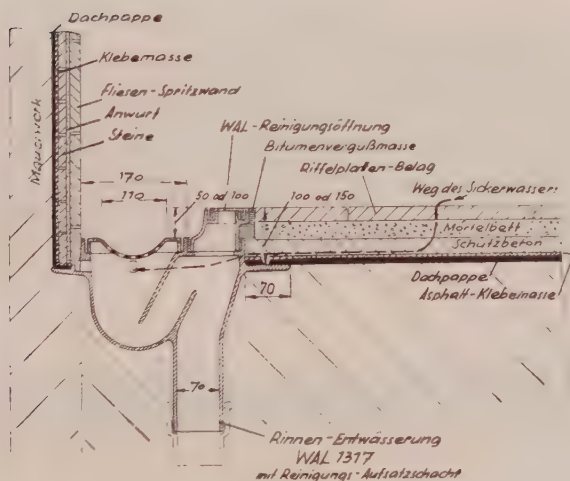 Dachpappe
Klebemasse
Fliesen-Spritzwand
Anwurf
Steine
Mauerwerk
WAL-Reinigungsöffnung
Bitumenvergußmasse
Riffelplatten-Belag
170
110
50 od 100
100 od 150
Weg des Sickerwassers
Mörtelbett
Schutzbeton
Dachpappe
Asphalt-Klebemasse
70
70
Rinnen-Entwässerung
WAL 1317
mit Reinigungs-Aufsatzschacht